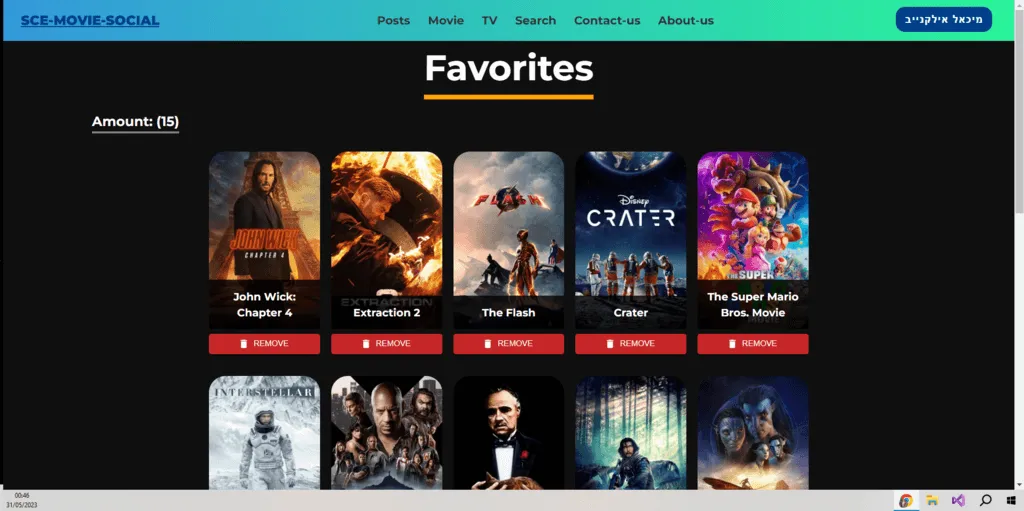 SCE-MOVIE-SOCIAL
Posts Movie TV Search Contact-us About-us
מיכאל אילקנייב
Favorites
Amount: (15)
JOHN WICK
CHAPTER 4
John Wick:
Chapter 4
EXTRACTION
Extraction 2
FLASH
The Flash
Disney
CRATER
Crater
THE SUPER
MOVIE
The Super Mario
Bros. Movie
REMOVE REMOVE REMOVE REMOVE REMOVE
INTERSTELLAR
00:46
31/05/2023